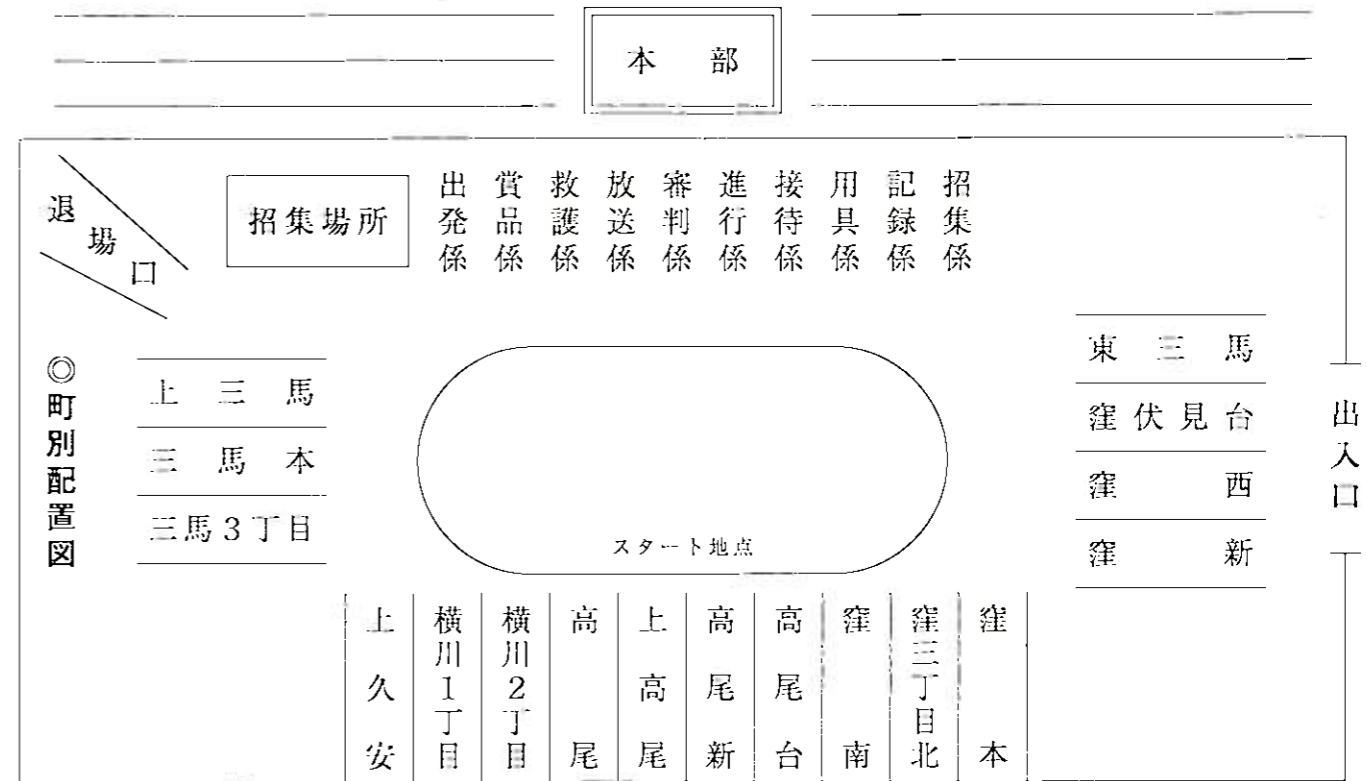 本部
退場口
招集場所
出発係
賞品係
救護係
放送係
審判係
進行係
接待係
用具係
記録係
招集係
◎町別配置図
上三馬
三馬本
三馬3丁目
スタート地点
東三馬
窪伏見台
窪西
窪新
出入口
上久安
横川1丁目
横川2丁目
高尾
上高尾
高尾新
高尾台
窪南
窪三丁目北
窪本